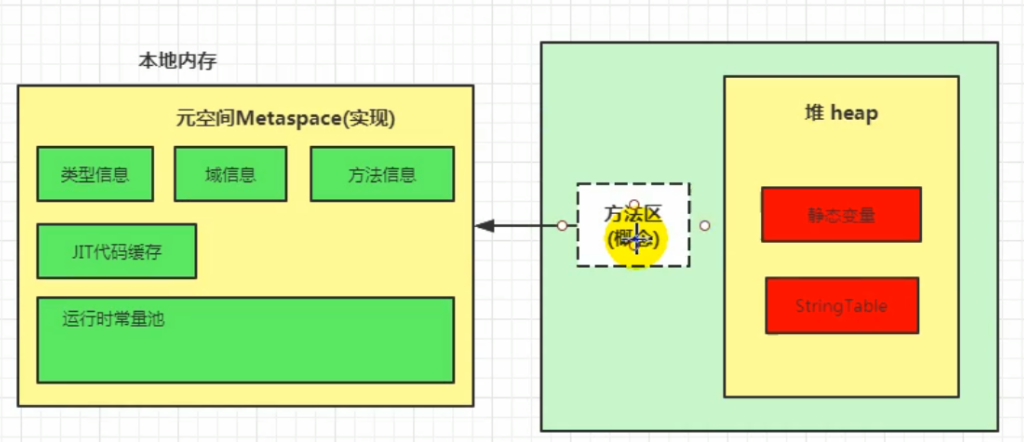 本地内存
元空间Metaspace(实现)
类型信息
域信息
方法信息
JIT代码缓存
运行时常量池
方法区
(概念)
堆 heap
静态变量
StringTable